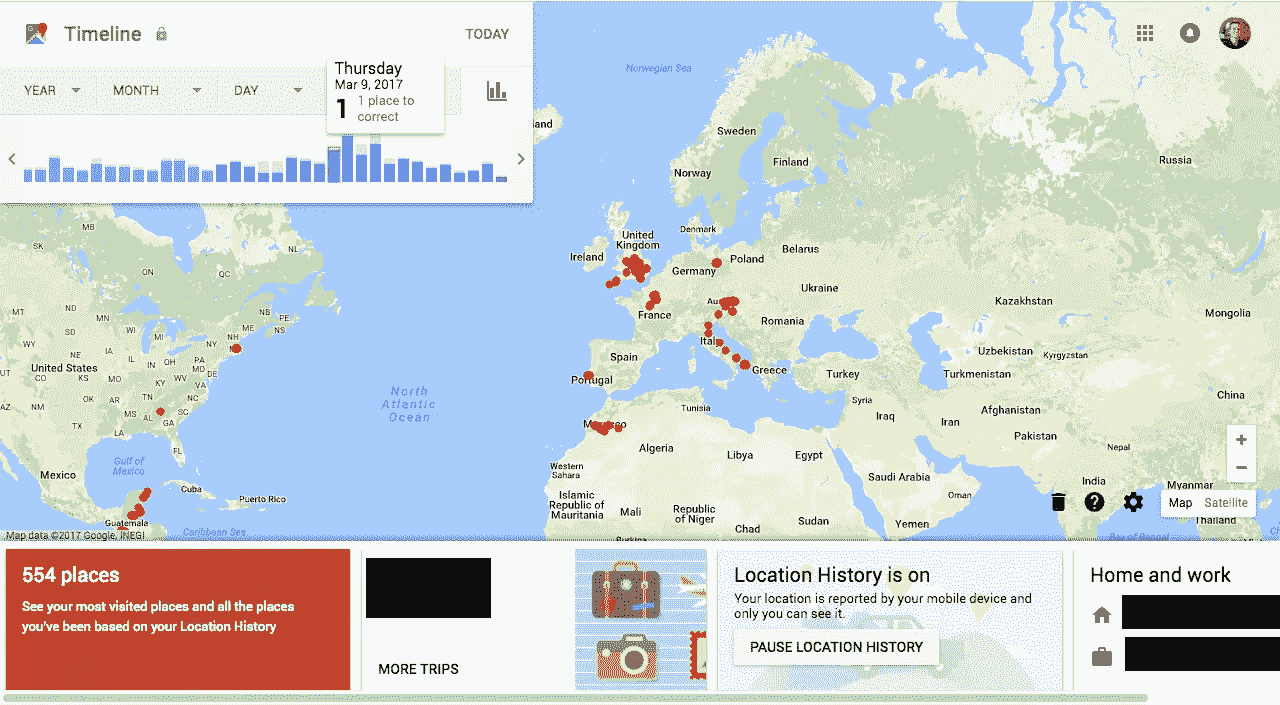 Timeline
TODAY
YEAR
MONTH
DAY
Thursday
Mar 9, 2017
1
1 place to
correct
Norwegian Sea
Sweden
Finland
Norway
Russia
United
Kingdom
Denmark
Ireland
Belarus
Poland
Germany
Ukraine
Kazakhstan
Mongolia
France
Romania
Spain
Portugal
Greece
Turkey
Uzbekistan
Kyrgyzstan
Turkmenistan
China
Tunisia
Syria
Iraq
Iran
Afghanistan
Pakistan
Nepal
Algeria
Libya
Egypt
Western
Sahara
Saudi Arabia
Oman
India
Myanmar
Thailand
Islamic
Republic of
Mauritania
Mali
Republic
of Niger
Chad
Sudan
Yemen
Bay of Bengal
MB
SK
ON
QC
NL
NB
PE
NS
MT
ND
MN
SD
WI
MI
WY
NE
IA
IL
IN
OH
PA
NY
NH
ME
UT
CO
KS
MO
KY
WV
VA
MD
DE
NJ
United States
AZ
NM
OK
AR
TN
NC
SC
MS
AL
GA
TX
LA
FL
Gulf of
Mexico
Mexico
Cuba
Puerto Rico
Guatemala
Caribbean Sea
North
Atlantic
Ocean
Map data ©2017 Google, INEGI
+
−
Map
Satellite
554 places
See your most visited places and all the places
you've been based on your Location History
MORE TRIPS
Location History is on
Your location is reported by your mobile device and
only you can see it.
PAUSE LOCATION HISTORY
Home and work